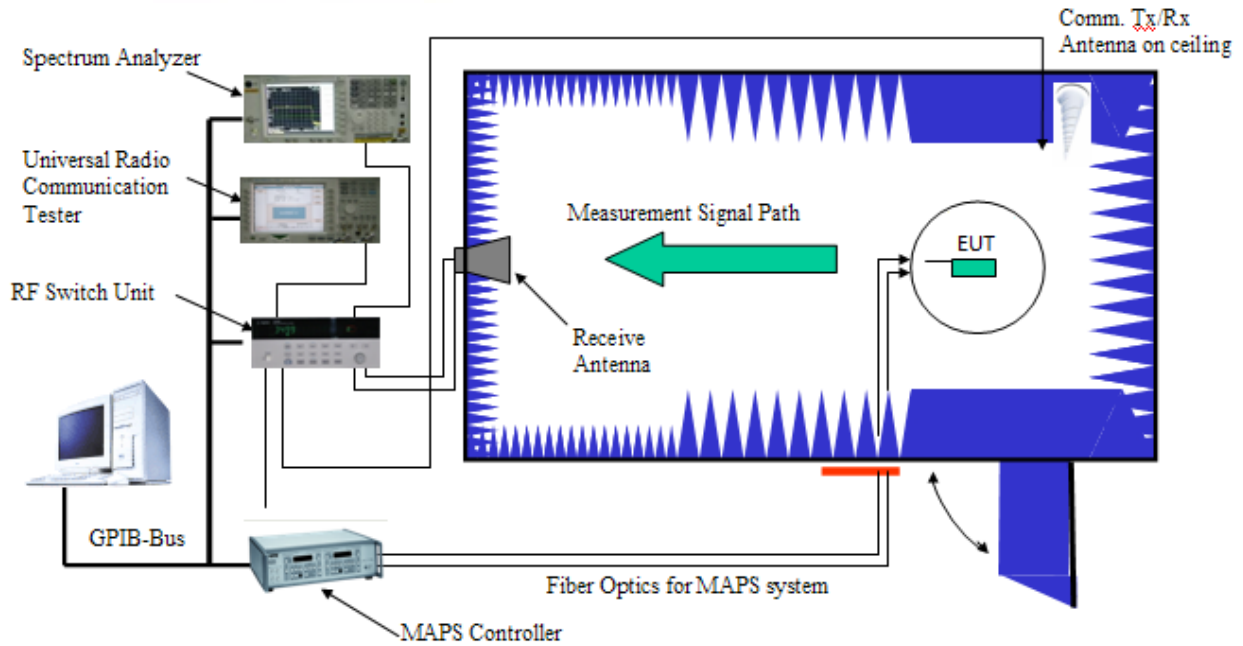 Comm. Tx/Rx
Antenna on ceiling
Spectrum Analyzer
Universal Radio
Communication
Tester
Measurement Signal Path
EUT
RF Switch Unit
Receive
Antenna
GPIB-Bus
Fiber Optics for MAPS system
MAPS Controller